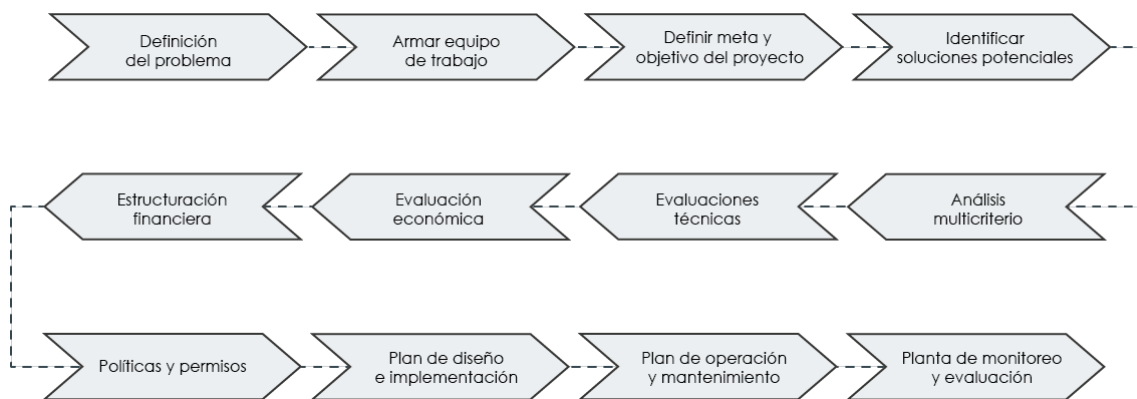 Definición
del problema
Armar equipo
de trabajo
Definir meta y
objetivo del proyecto
Identificar
soluciones potenciales
Análisis
multicriterio
Evaluaciones
técnicas
Evaluación
económica
Estructuración
financiera
Políticas y permisos
Plan de diseño
e implementación
Plan de operación
y mantenimiento
Planta de monitoreo
y evaluación